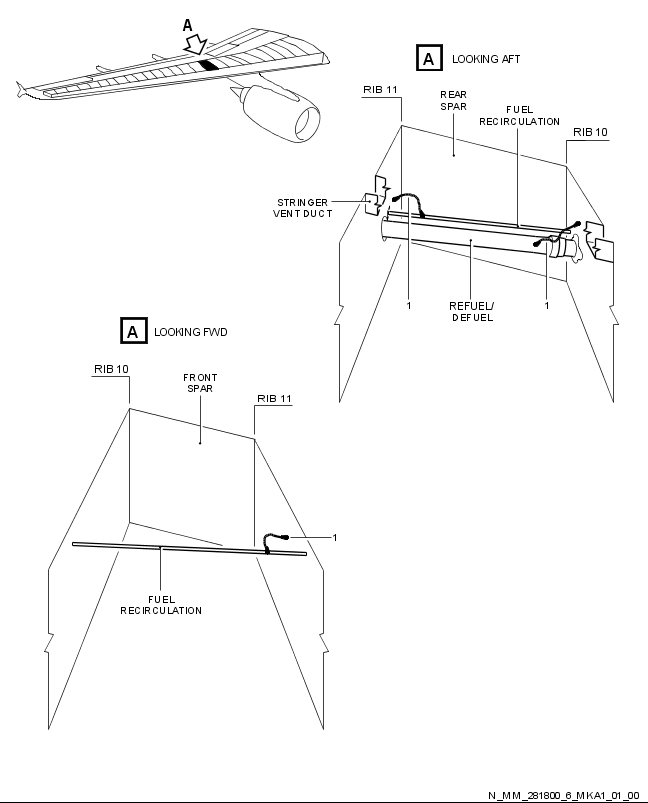 A
A LOOKING AFT
RIB 11
REAR
SPAR
FUEL
RECIRCULATION
RIB 10
STRINGER
VENT DUCT
1
REFUEL/
DEFUEL
1
A LOOKING FWD
RIB 10
FRONT
SPAR
RIB 11
1
FUEL
RECIRCULATION
N_MM_281800_6_MKA1_01_00